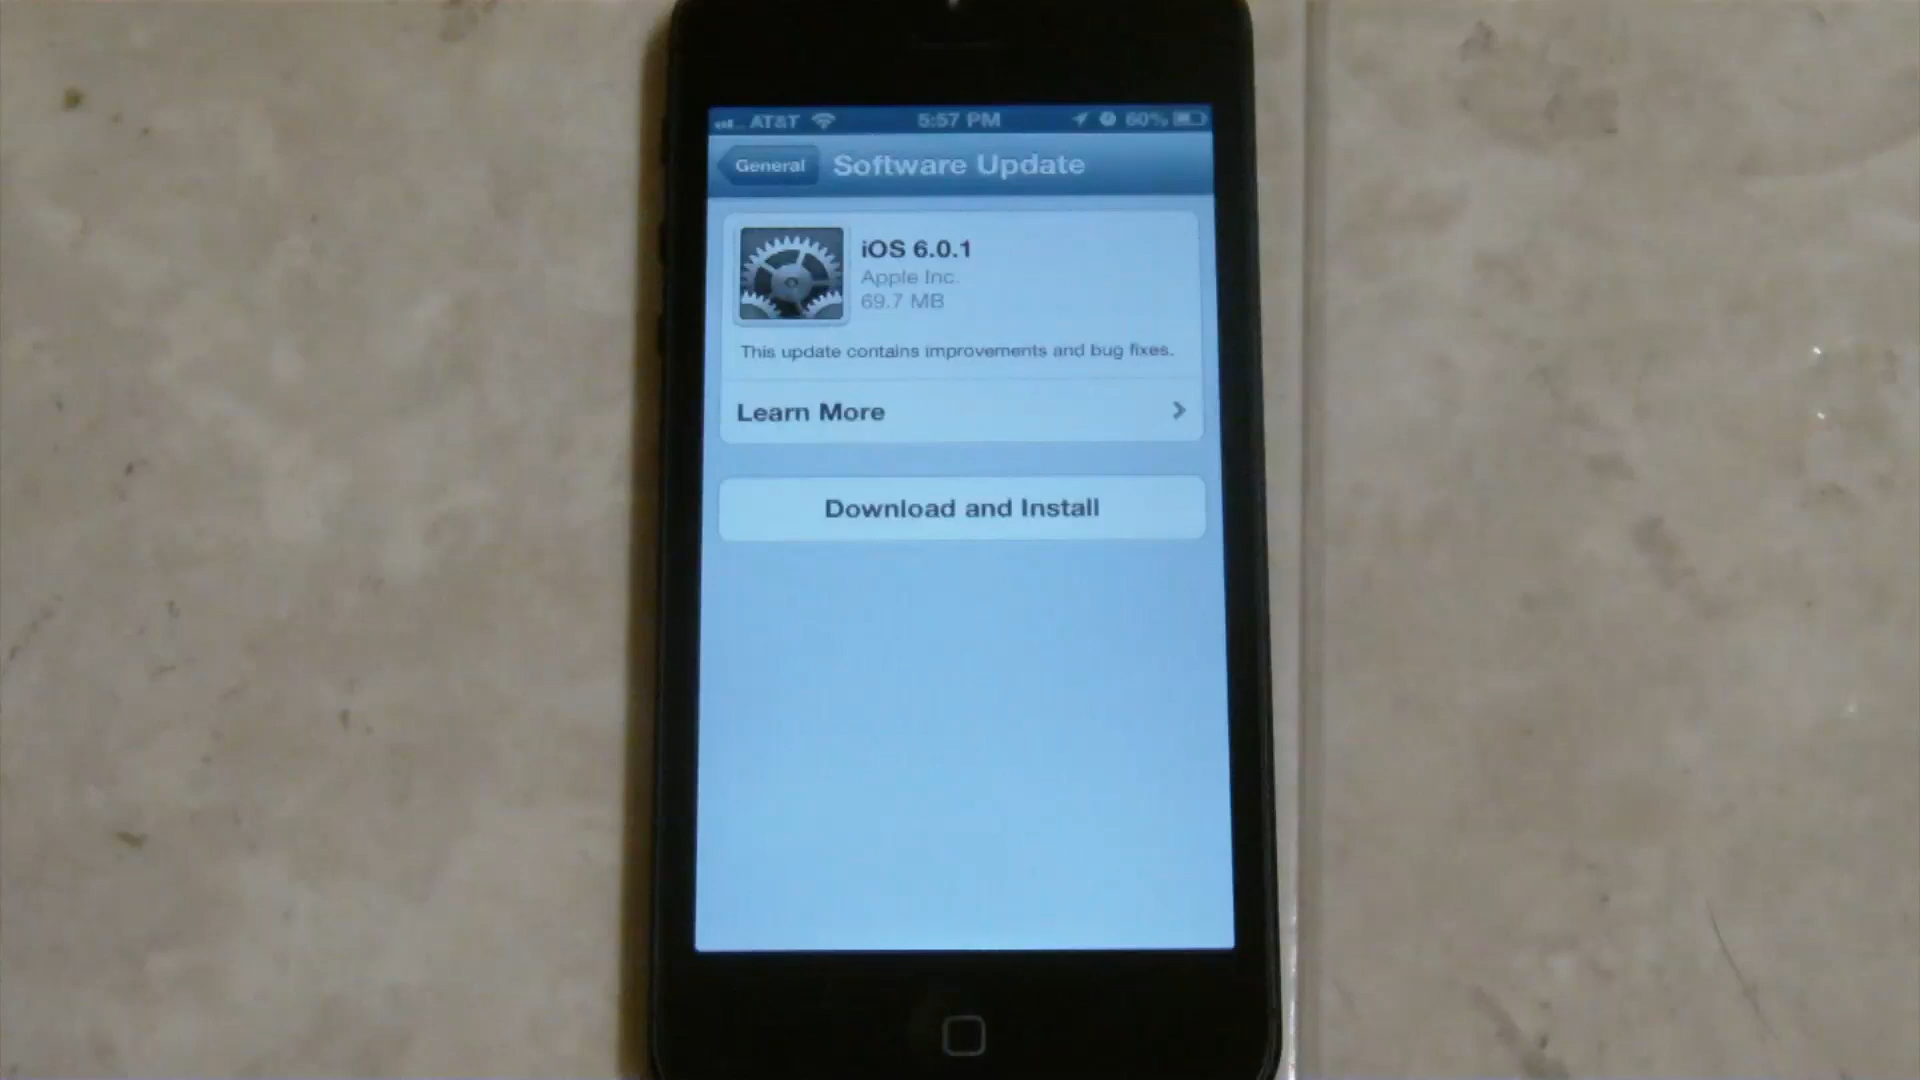 AT&T 5:57 PM 60%
General Software Update
iOS 6.0.1
Apple Inc.
69.7 MB
This update contains improvements and bug fixes.
Learn More
Download and Install